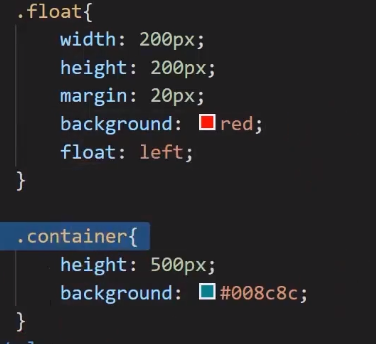 .float{
    width: 200px;
    height: 200px;
    margin: 20px;
    background: red;
    float: left;
}

.container{
    height: 500px;
    background: #008c8c;
}